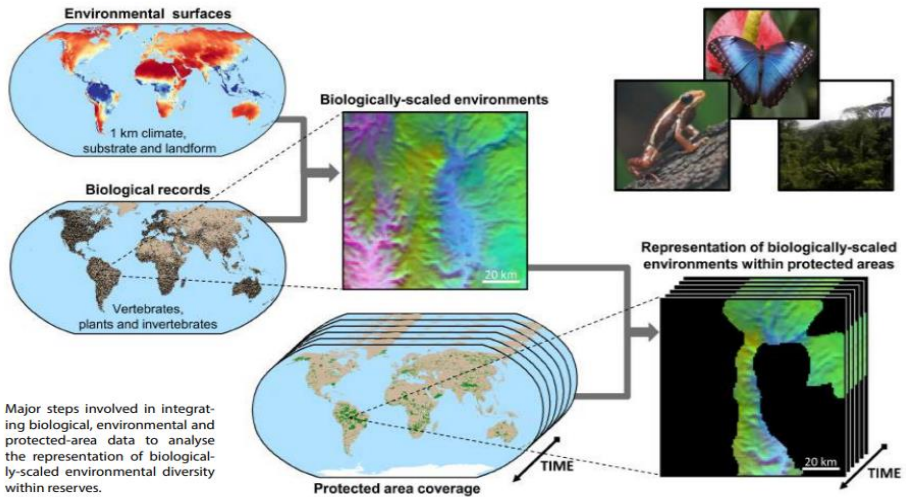 Environmental surfaces
1 km climate,
substrate and landform
Biological records
Vertebrates,
plants and invertebrates
Biologically-scaled environments
20 km
Representation of biologically-scaled
environments within protected areas
20 km
TIME
TIME
Protected area coverage
Major steps involved in integrat-
ing biological, environmental and
protected-area data to analyse
the representation of biological-
ly-scaled environmental diversity
within reserves.